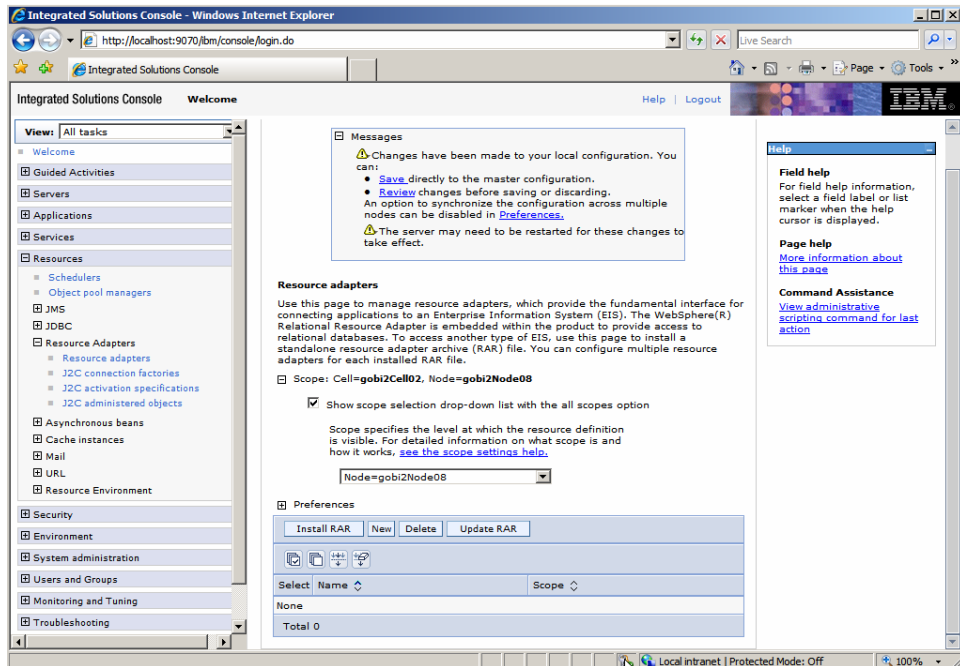 Integrated Solutions Console - Windows Internet Explorer
http://localhost:9070/ibm/console/login.do
Live Search
Integrated Solutions Console
Page
Tools
»
Integrated Solutions Console Welcome
Help | Logout
IBM®
View: All tasks
Welcome
Guided Activities
Servers
Applications
Services
Resources
Schedulers
Object pool managers
JMS
JDBC
Resource Adapters
Resource adapters
J2C connection factories
J2C activation specifications
J2C administered objects
Asynchronous beans
Cache instances
Mail
URL
Resource Environment
Security
Environment
System administration
Users and Groups
Monitoring and Tuning
Troubleshooting
Messages
Changes have been made to your local configuration. You
can:
Save directly to the master configuration.
Review changes before saving or discarding.
An option to synchronize the configuration across multiple
nodes can be disabled in Preferences.
The server may need to be restarted for these changes to
take effect.
Resource adapters
Use this page to manage resource adapters, which provide the fundamental interface for
connecting applications to an Enterprise Information System (EIS). The WebSphere(R)
Relational Resource Adapter is embedded within the product to provide access to
relational databases. To access another type of EIS, use this page to install a
standalone resource adapter archive (RAR) file. You can configure multiple resource
adapters for each installed RAR file.
Scope: Cell=gobi2Cell02, Node=gobi2Node08
Show scope selection drop-down list with the all scopes option
Scope specifies the level at which the resource definition
is visible. For detailed information on what scope is and
how it works, see the scope settings help.
Node=gobi2Node08
Preferences
Install RAR New Delete Update RAR
Select Name Scope
None
Total 0
Help
Field help
For field help information,
select a field label or list
marker when the help
cursor is displayed.
Page help
More information about
this page
Command Assistance
View administrative
scripting command for last
action
Local intranet | Protected Mode: Off
100%